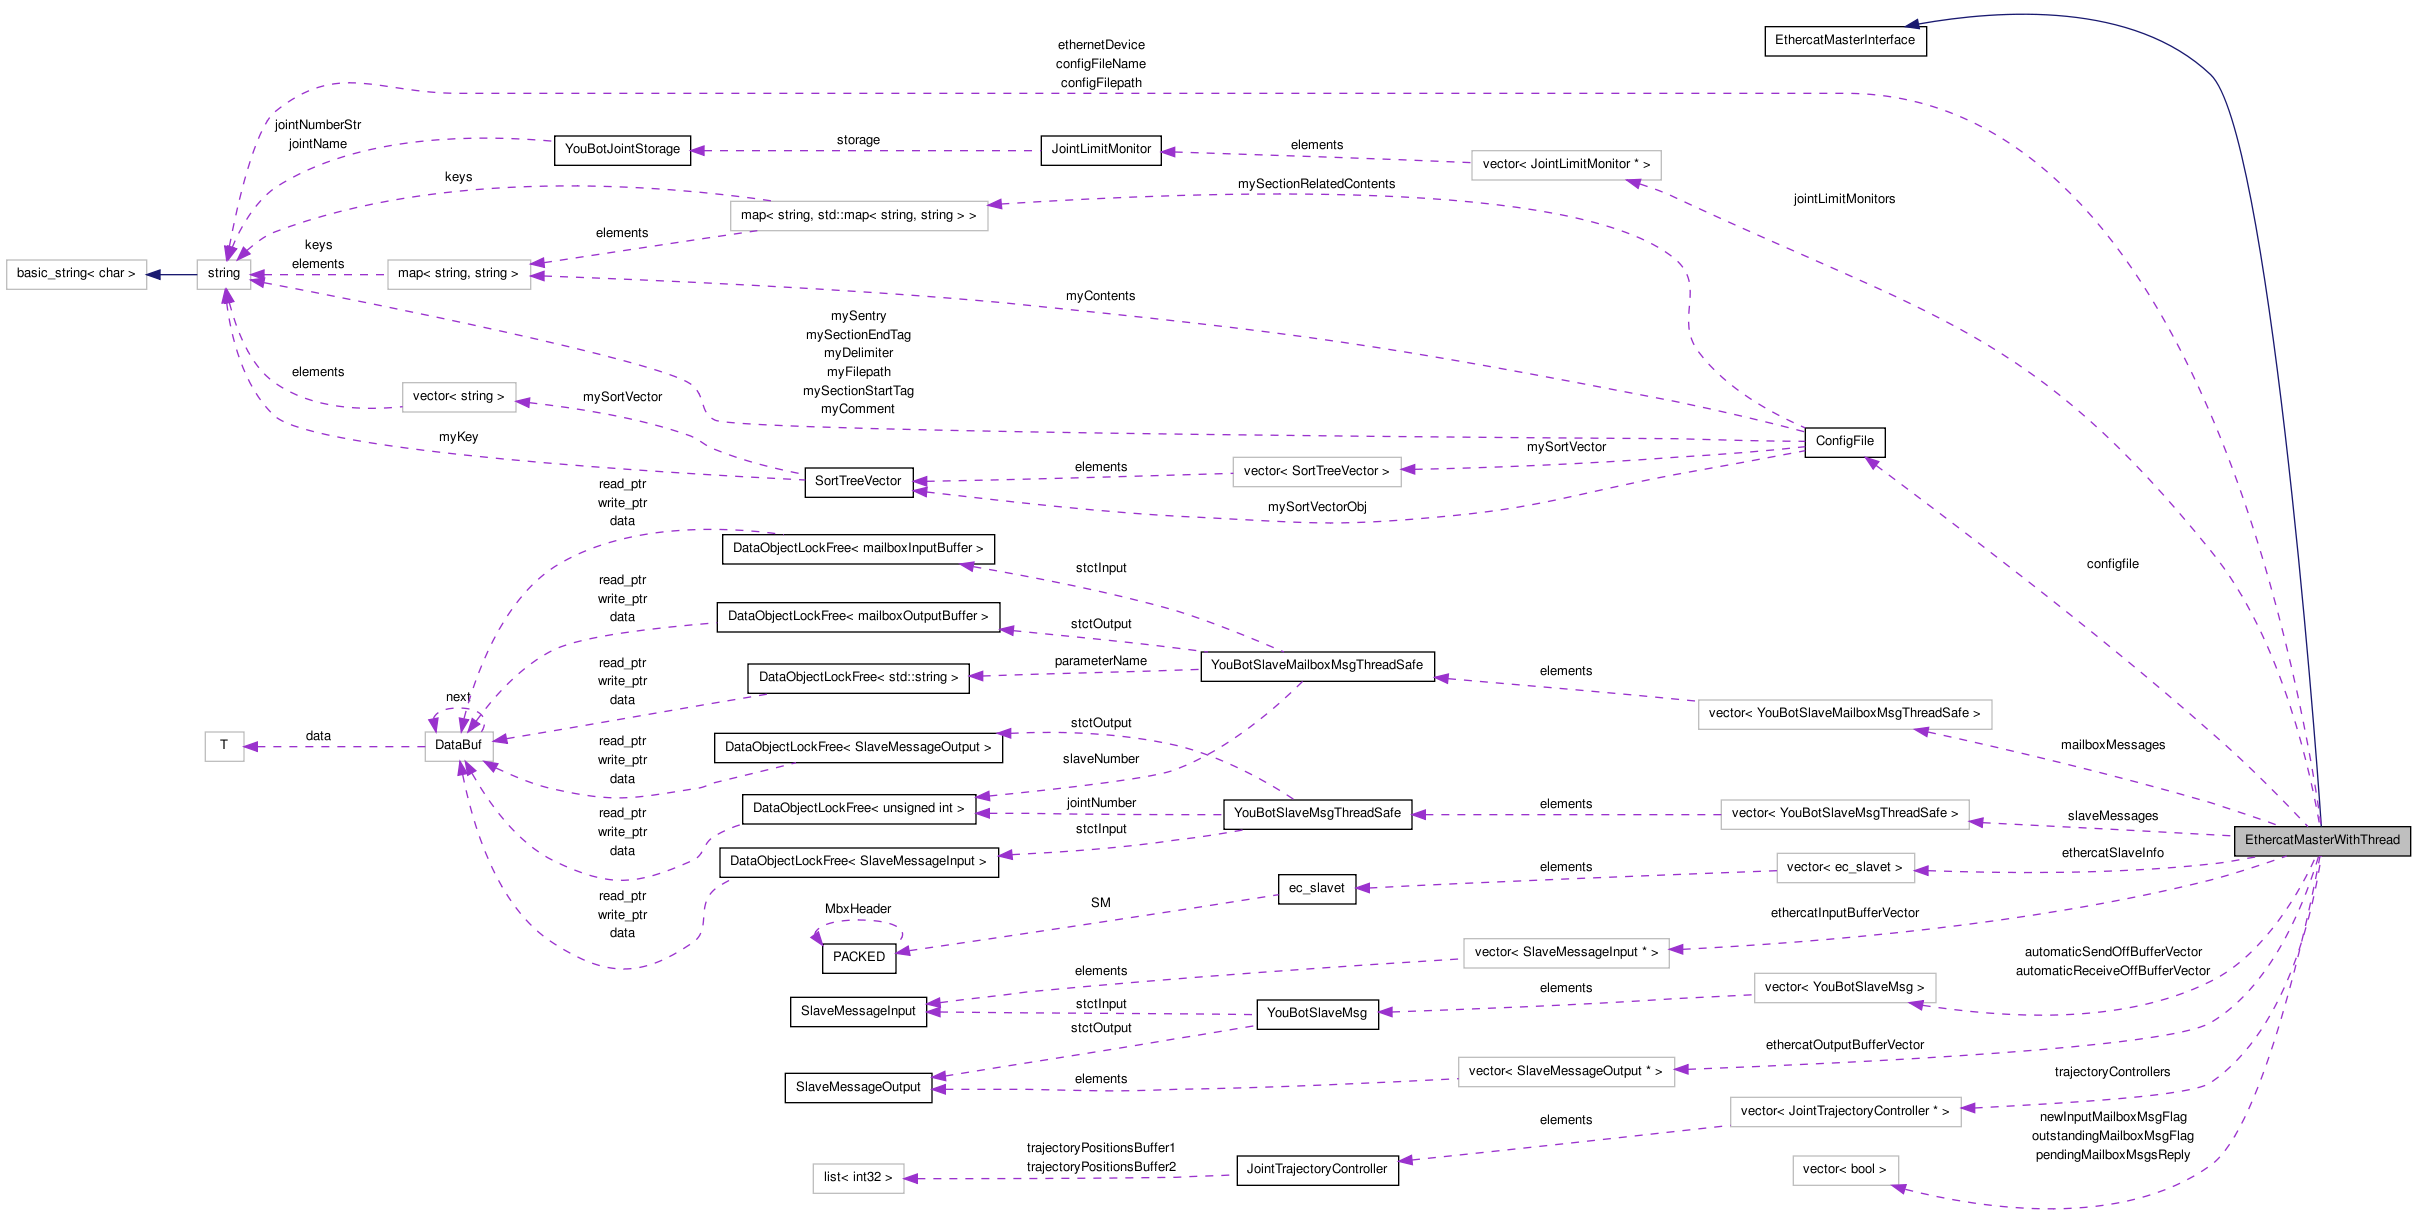 EthercatMasterInterface
ethernetDevice
configFileName
configFilepath
jointNumberStr
jointName
YouBotJointStorage
storage
JointLimitMonitor
elements
vector< JointLimitMonitor * >
keys
mySectionRelatedContents
jointLimitMonitors
map< string, std::map< string, string > >
elements
keys
elements
basic_string< char >
string
map< string, string >
myContents
mySentry
mySectionEndTag
myDelimiter
myFilepath
mySectionStartTag
myComment
elements
vector< string >
mySortVector
myKey
ConfigFile
mySortVector
SortTreeVector
elements
vector< SortTreeVector >
mySortVectorObj
read_ptr
write_ptr
data
DataObjectLockFree< mailboxInputBuffer >
stctInput
configfile
read_ptr
write_ptr
data
DataObjectLockFree< mailboxOutputBuffer >
stctOutput
YouBotSlaveMailboxMsgThreadSafe
parameterName
elements
read_ptr
write_ptr
data
DataObjectLockFree< std::string >
vector< YouBotSlaveMailboxMsgThreadSafe >
next
T
data
DataBuf
stctOutput
mailboxMessages
read_ptr
write_ptr
data
DataObjectLockFree< SlaveMessageOutput >
slaveNumber
DataObjectLockFree< unsigned int >
jointNumber
YouBotSlaveMsgThreadSafe
elements
vector< YouBotSlaveMsgThreadSafe >
slaveMessages
EthercatMasterWithThread
read_ptr
write_ptr
data
stctInput
DataObjectLockFree< SlaveMessageInput >
ethercatSlaveInfo
vector< ec_slavet >
elements
ec_slavet
read_ptr
write_ptr
data
SM
MbxHeader
PACKED
ethercatInputBufferVector
vector< SlaveMessageInput * >
elements
automaticSendOffBufferVector
automaticReceiveOffBufferVector
SlaveMessageInput
stctInput
YouBotSlaveMsg
elements
vector< YouBotSlaveMsg >
stctOutput
ethercatOutputBufferVector
vector< SlaveMessageOutput * >
elements
SlaveMessageOutput
trajectoryControllers
vector< JointTrajectoryController * >
elements
newInputMailboxMsgFlag
outstandingMailboxMsgFlag
pendingMailboxMsgsReply
trajectoryPositionsBuffer1
trajectoryPositionsBuffer2
list< int32 >
JointTrajectoryController
vector< bool >